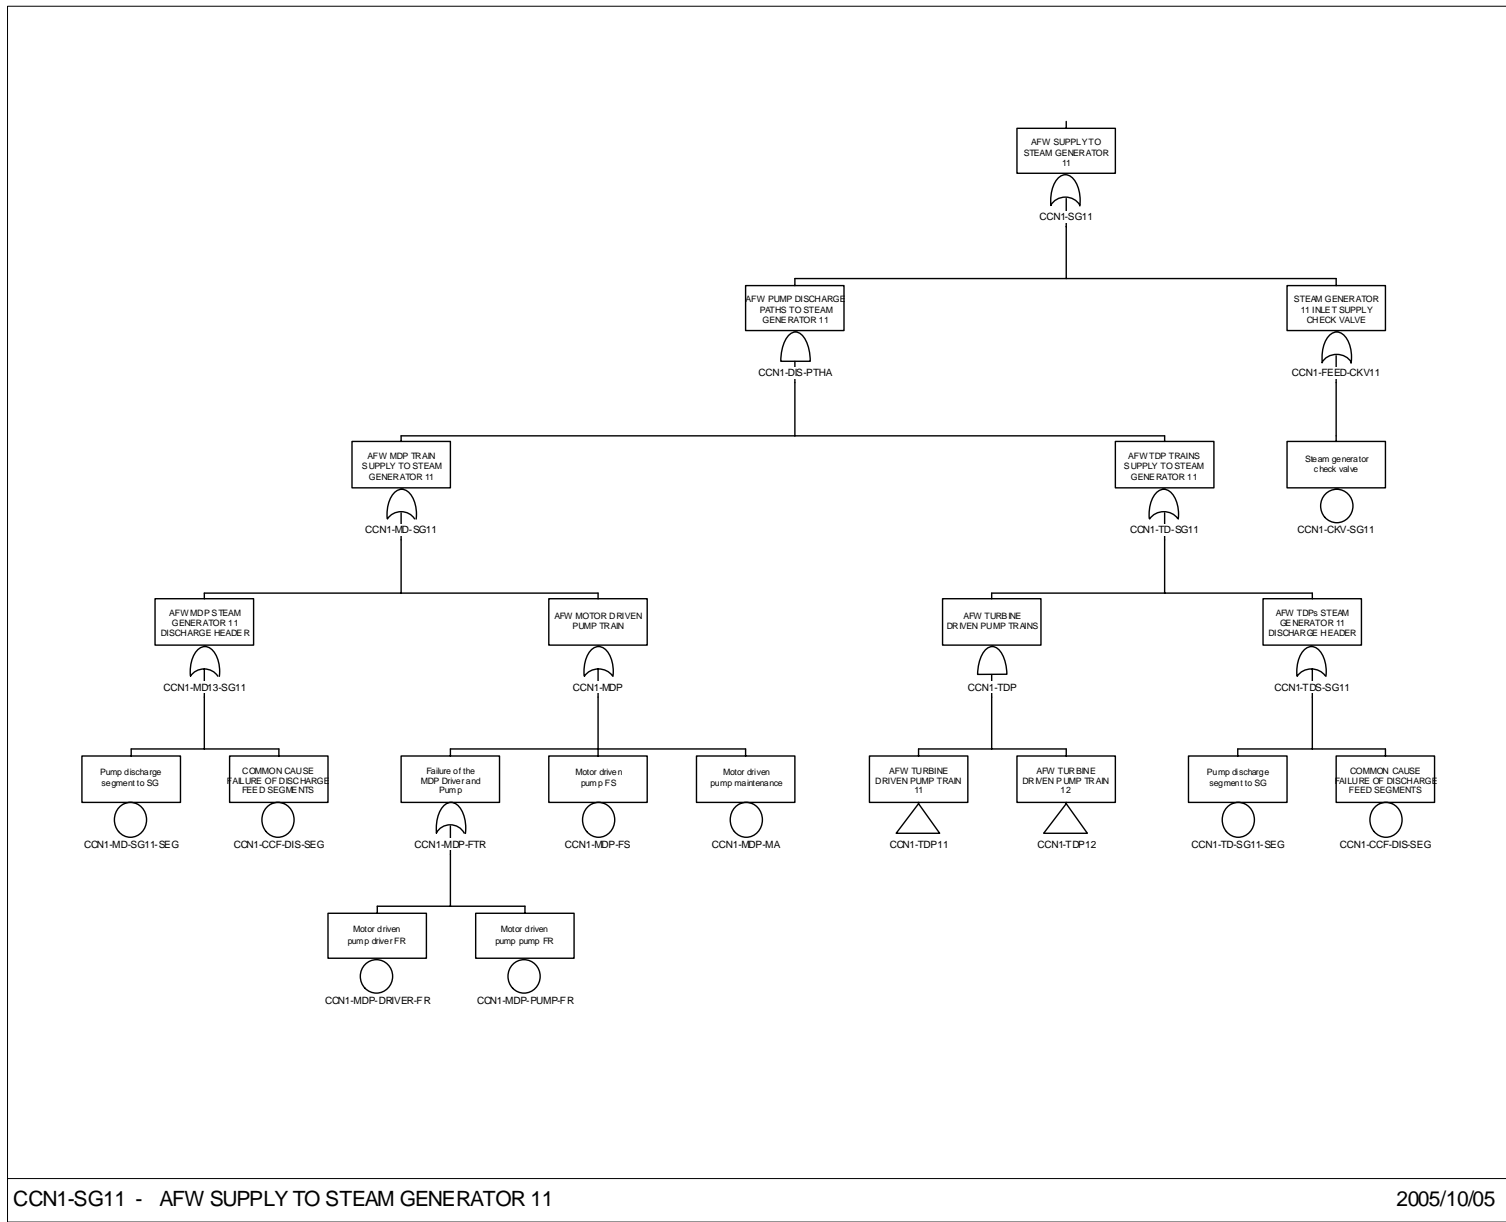 AFW SUPPLY TO
STEAM GENERATOR
11
CCN1-SG11
AFW PUMP DISCHARGE
PATHS TO STEAM
GENERATOR 11
CCN1-DIS-PTHA
STEAM GENERATOR
11 INLET SUPPLY
CHECK VALVE
CCN1-FEED-CKV11
AFW MDP TRAIN
SUPPLY TO STEAM
GENERATOR 11
CCN1-MD-SG11
AFW TDP TRAINS
SUPPLY TO STEAM
GENERATOR 11
CCN1-TD-SG11
Steam generator
check valve
CCN1-CKV-SG11
AFW MDP STEAM
GENERATOR 11
DISCHARGE HEADER
CCN1-MD13-SG11
AFW MOTOR DRIVEN
PUMP TRAIN
CCN1-MDP
AFW TURBINE
DRIVEN PUMP TRAINS
CCN1-TDP
AFW TDPs STEAM
GENERATOR 11
DISCHARGE HEADER
CCN1-TDS-SG11
Pump discharge
segment to SG
CCN1-MD-SG11-SEG
COMMON CAUSE
FAILURE OF DISCHARGE
FEED SEGMENTS
CCN1-CCF-DIS-SEG
Failure of the
MDP Driver and
Pump
CCN1-MDP-FTR
Motor driven
pump FS
CCN1-MDP-FS
Motor driven
pump maintenance
CCN1-MDP-MA
AFW TURBINE
DRIVEN PUMP TRAIN
11
CCN1-TDP11
AFW TURBINE
DRIVEN PUMP TRAIN
12
CCN1-TDP12
Pump discharge
segment to SG
CCN1-TD-SG11-SEG
COMMON CAUSE
FAILURE OF DISCHARGE
FEED SEGMENTS
CCN1-CCF-DIS-SEG
Motor driven
pump driver FR
CCN1-MDP-DRIVER-FR
Motor driven
pump pump FR
CCN1-MDP-PUMP-FR
CCN1-SG11 - AFW SUPPLY TO STEAM GENERATOR 11
2005/10/05